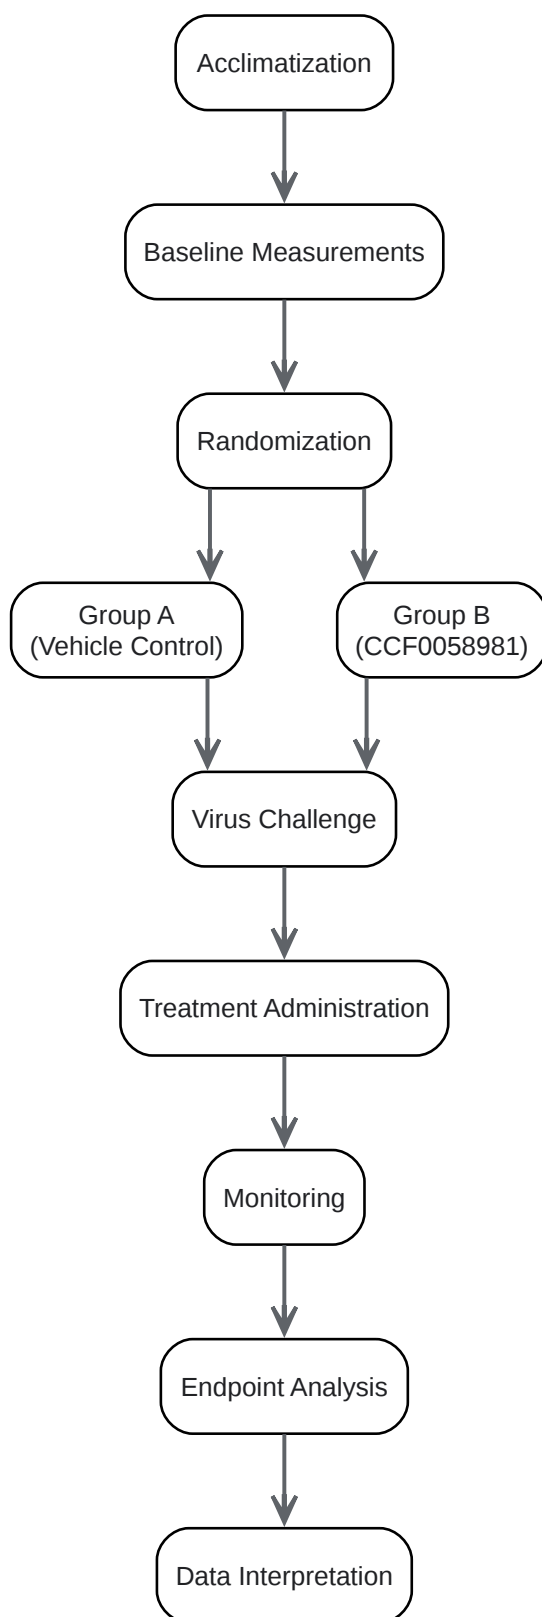 Acclimatization
Baseline Measurements
Randomization
Group A
(Vehicle Control)
Group B
(CCF0058981)
Virus Challenge
Treatment Administration
Monitoring
Endpoint Analysis
Data Interpretation